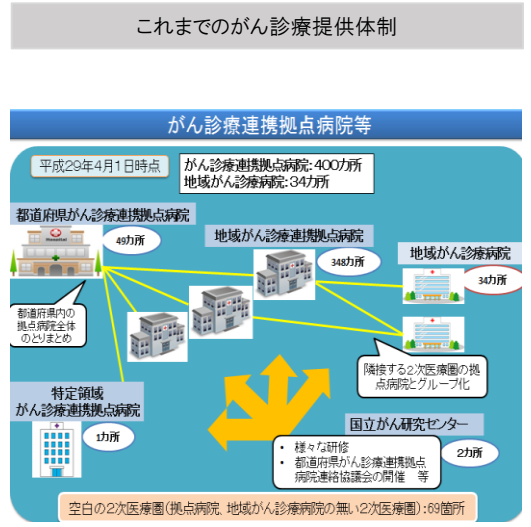 これまでのがん診療提供体制
がん診療連携拠点病院等
平成29年4月1日時点
がん診療連携拠点病院:400カ所
地域がん診療病院:34カ所
都道府県がん診療連携拠点病院
49カ所
地域がん診療連携拠点病院
348カ所
地域がん診療病院
34カ所
Hospital
都道府県内の
拠点病院全体
のとりまとめ
隣接する2次医療圏の拠
点病院とグループ化
特定領域
がん診療連携拠点病院
1カ所
国立がん研究センター
2カ所
• 様々な研修
• 都道府県がん診療連携拠点
病院連絡協議会の開催 等
空白の2次医療圏(拠点病院、地域がん診療病院の無い2次医療圏):69箇所